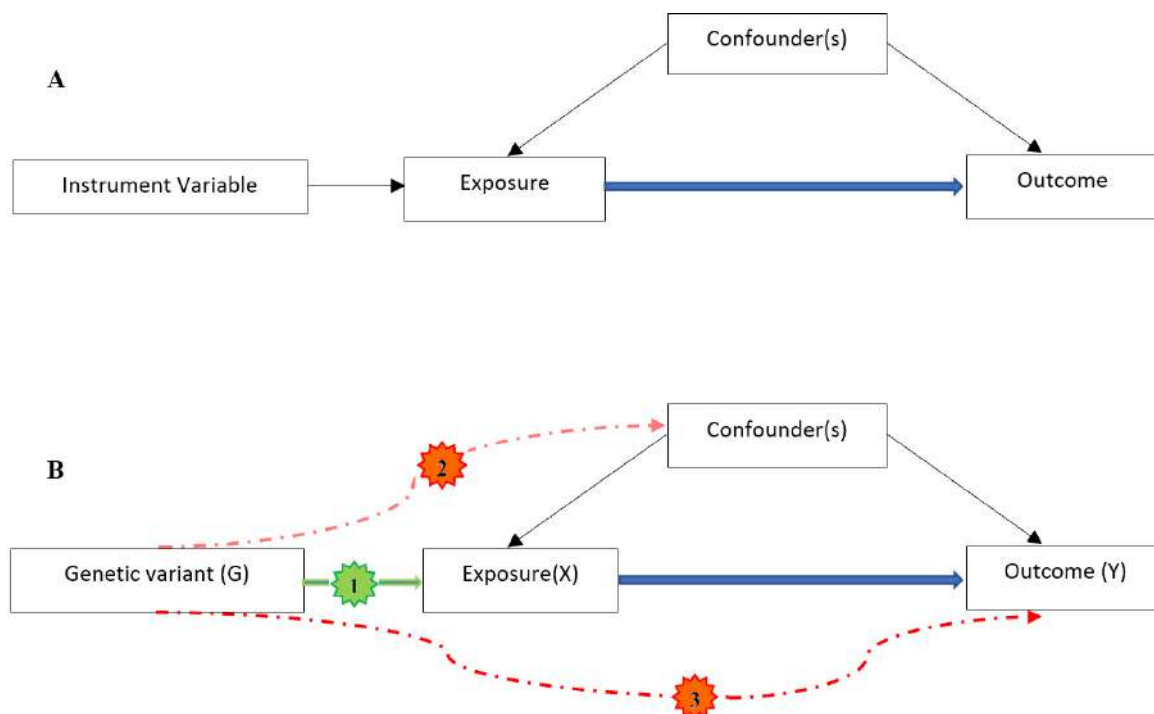 Confounder(s)
A
Instrument Variable
Exposure
Outcome
Confounder(s)
2
B
Genetic variant (G)
1
Exposure(X)
Outcome (Y)
3